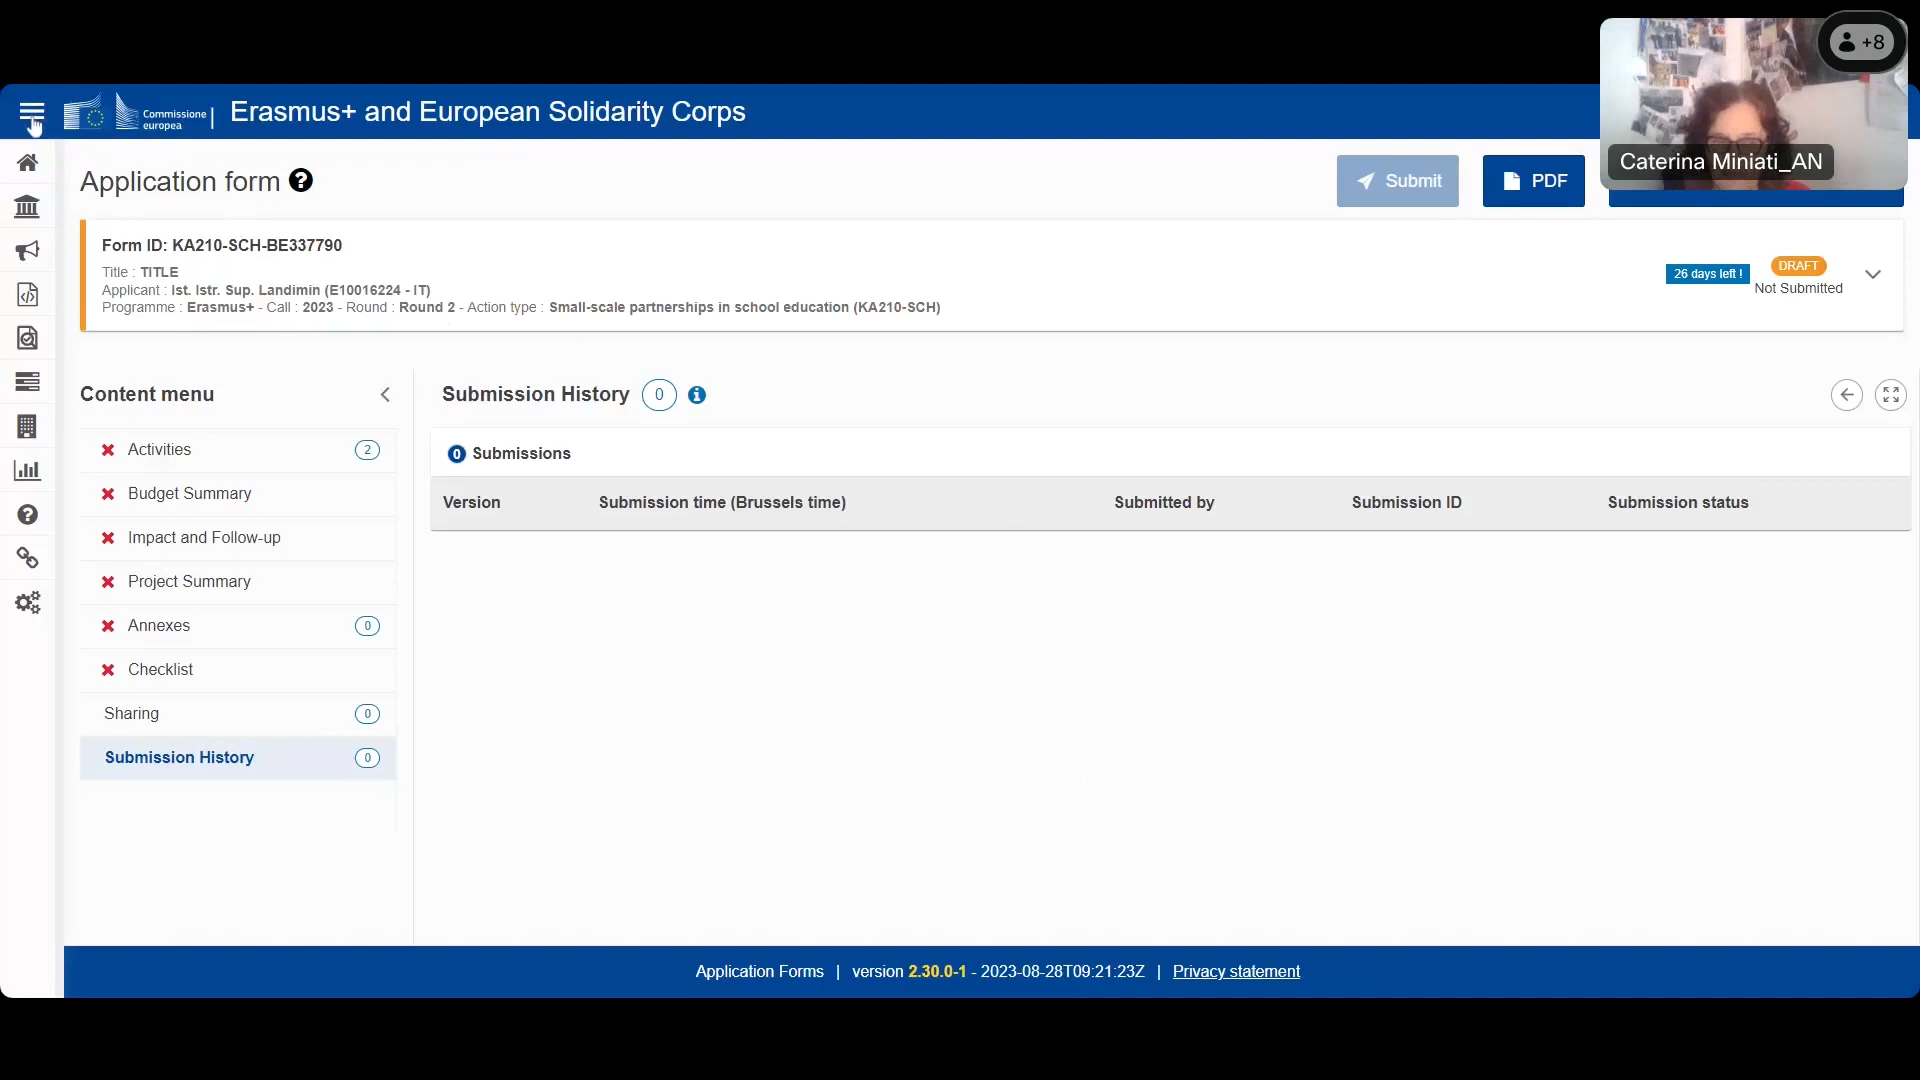 +8
Commissione
europea
Erasmus+ and European Solidarity Corps
Caterina Miniati_AN
Application form ?
Submit
PDF
Form ID: KA210-SCH-BE337790
Title : TITLE
Applicant : Ist. Istr. Sup. Landimin (E10016224 - IT)
Programme : Erasmus+ - Call : 2023 - Round : Round 2 - Action type : Small-scale partnerships in school education (KA210-SCH)
26 days left !
DRAFT
Not Submitted
Content menu
Activities 2
Budget Summary
Impact and Follow-up
Project Summary
Annexes 0
Checklist
Sharing 0
Submission History 0
Submission History 0
0 Submissions
Version Submission time (Brussels time) Submitted by Submission ID Submission status
Application Forms | version 2.30.0-1 - 2023-08-28T09:21:23Z | Privacy statement